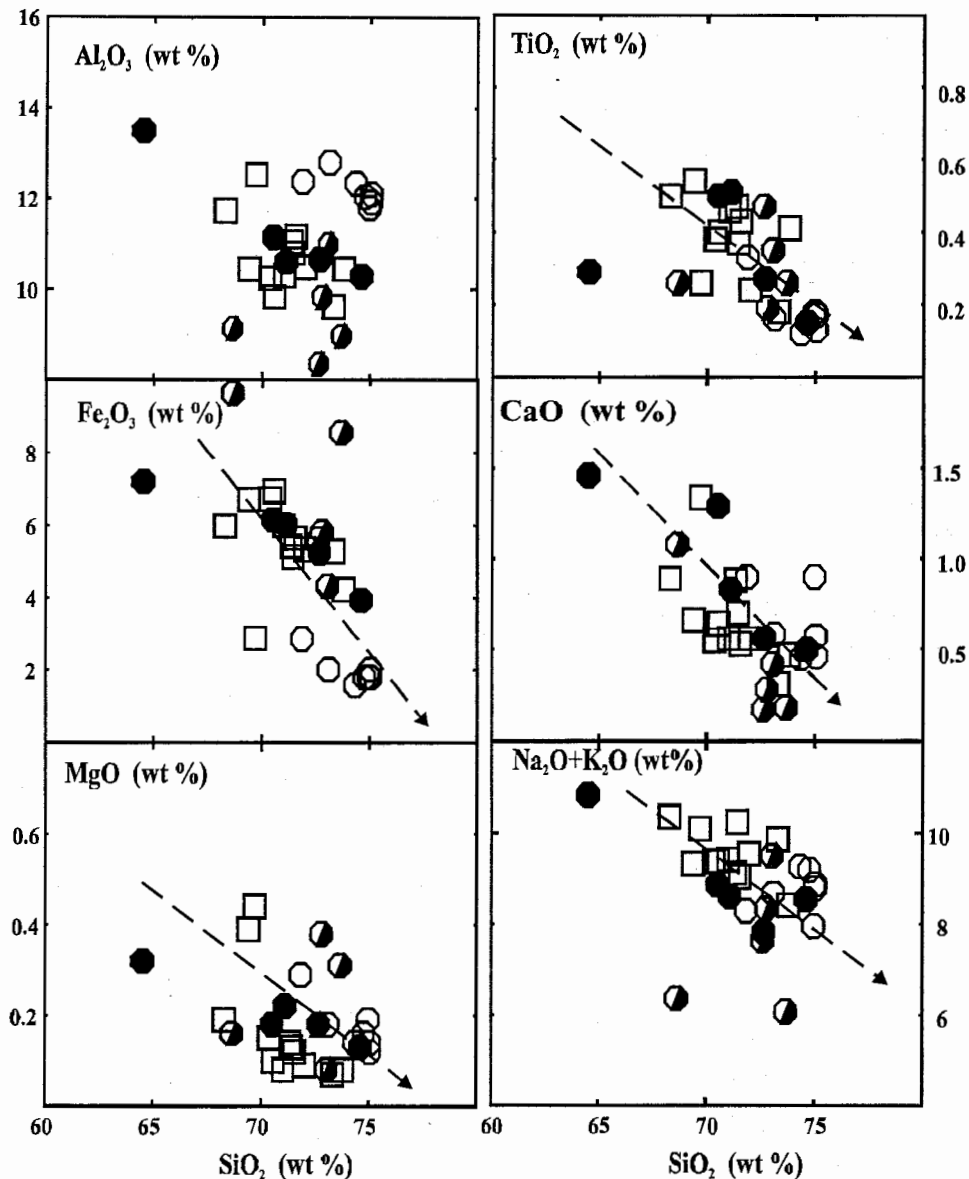 16
14
12
10
Al₂O₃ (wt %)
TiO₂ (wt %)
0.8
0.6
0.4
0.2
Fe₂O₃ (wt %)
8
6
4
2
CaO (wt %)
1.5
1.0
0.5
MgO (wt %)
0.6
0.4
0.2
Na₂O+K₂O (wt%)
10
8
6
60 65 70 75
60 65 70 75
SiO₂ (wt %)
SiO₂ (wt %)